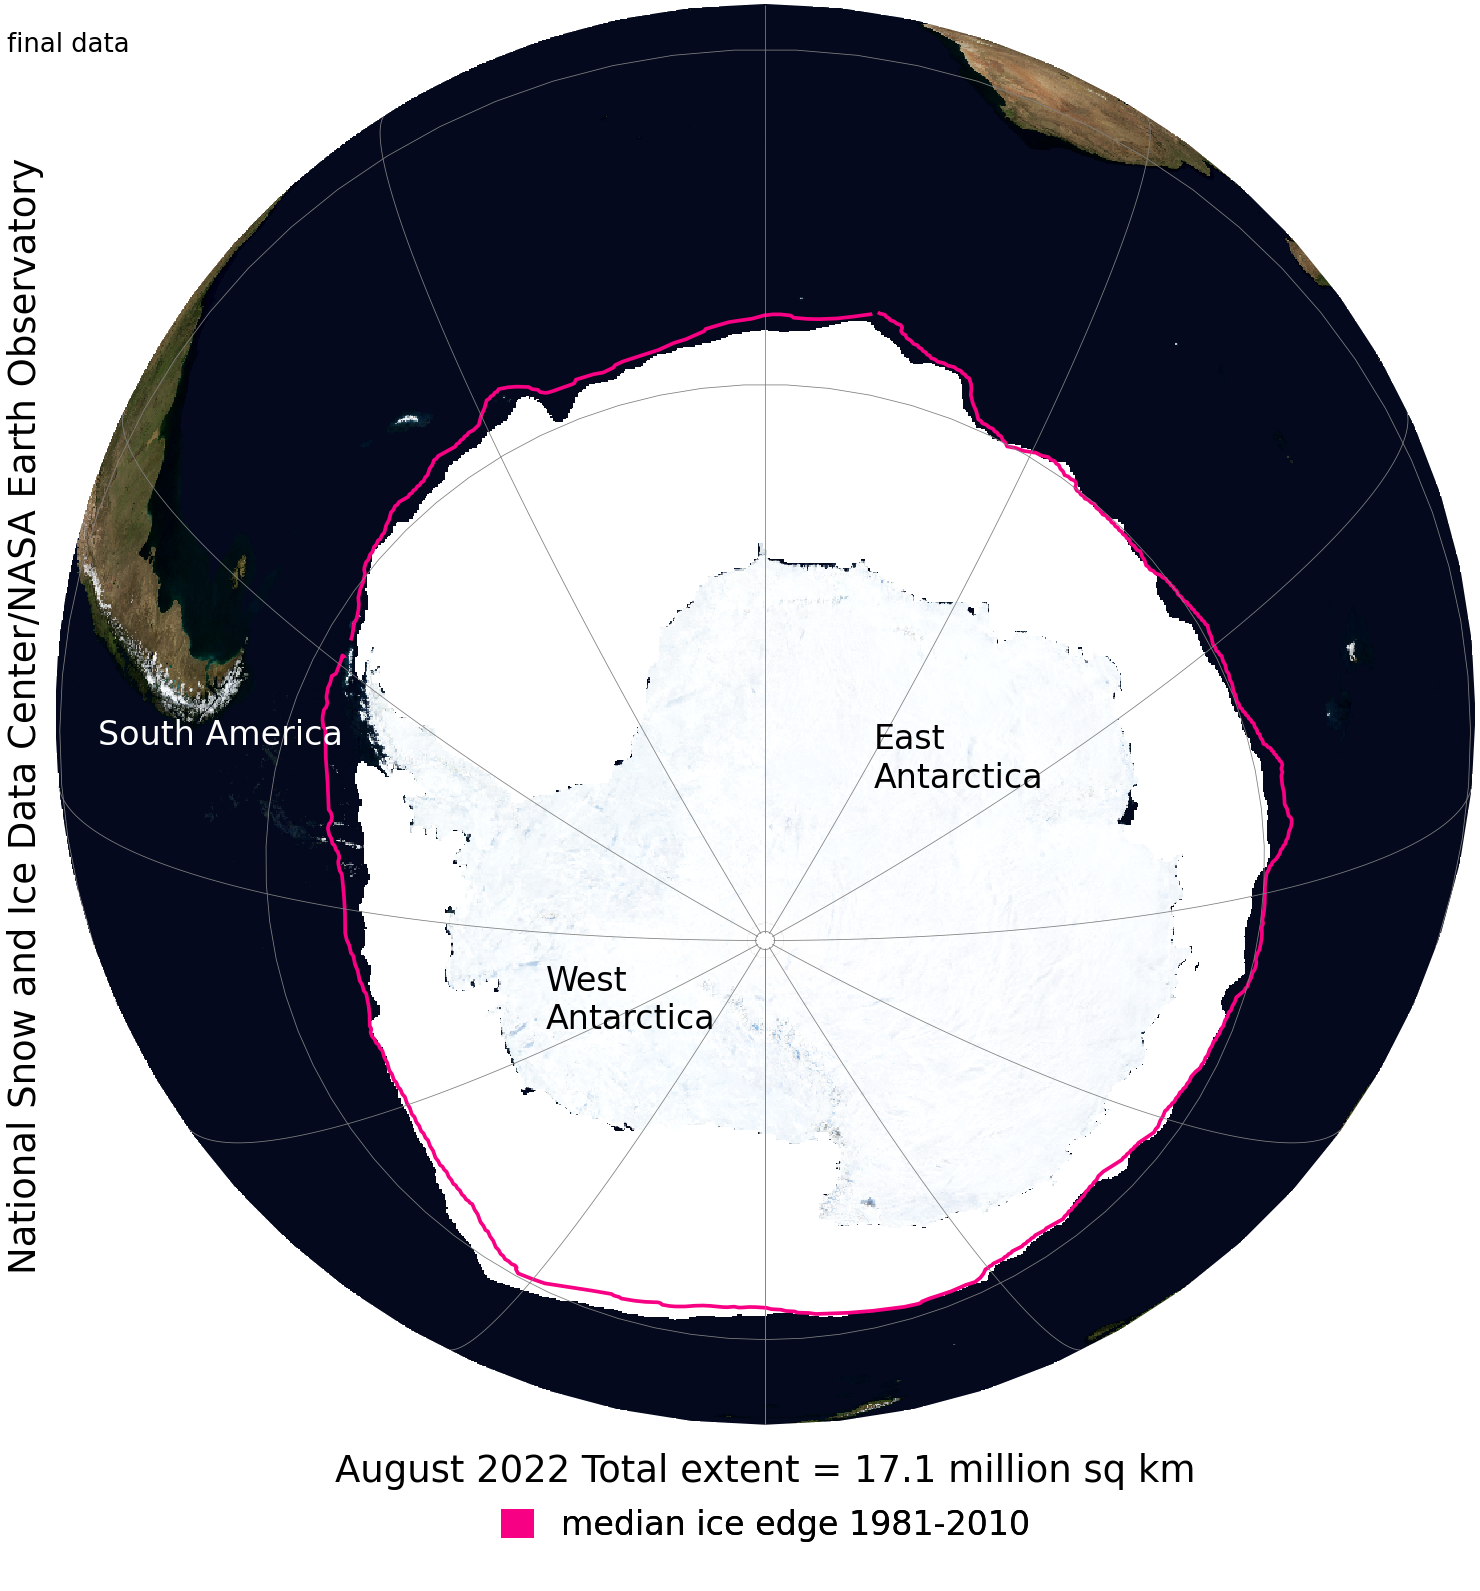 final data
National Snow and Ice Data Center/NASA Earth Observatory
South America
East
Antarctica
West
Antarctica
August 2022 Total extent = 17.1 million sq km
median ice edge 1981-2010